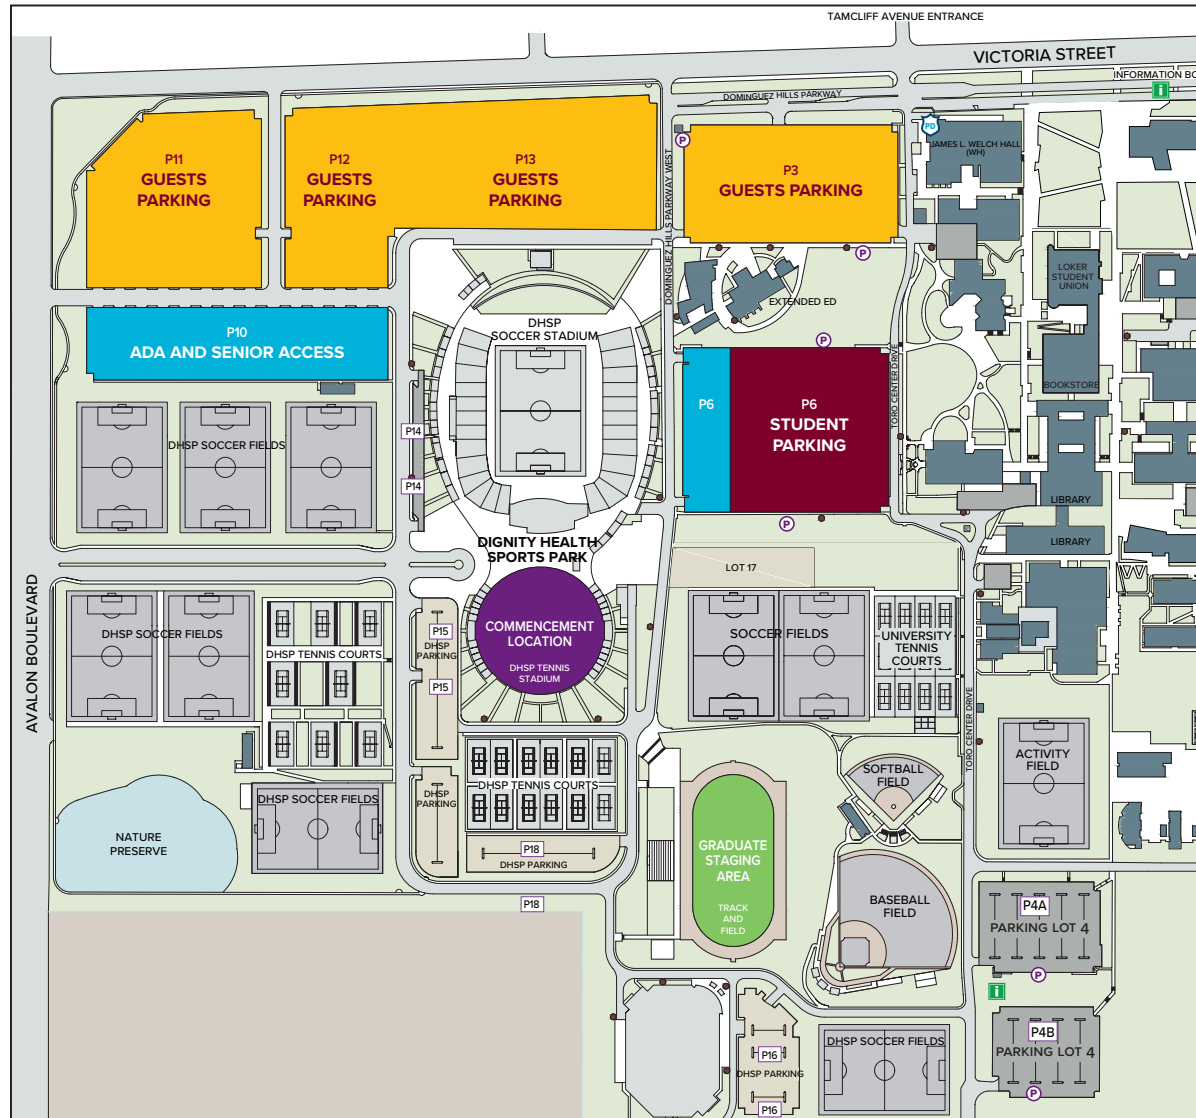 TAMCLIFF AVENUE ENTRANCE
VICTORIA STREET
INFORMATION BO
i
DOMINGUEZ HILLS PARKWAY
PD
P
JAMES L. WELCH HALL
(WH)
P11
GUESTS
PARKING
P12
GUESTS
PARKING
P13
GUESTS
PARKING
P3
GUESTS PARKING
DOMINGUEZ HILLS PARKWAY WEST
P
LOKER
STUDENT
UNION
EXTENDED ED
P10
ADA AND SENIOR ACCESS
DHSP
SOCCER STADIUM
P
TORO CENTER DRIVE
BOOKSTORE
P6
P6
STUDENT
PARKING
P14
DHSP SOCCER FIELDS
P14
LIBRARY
P
LIBRARY
DIGNITY HEALTH
SPORTS PARK
LOT 17
AVALON BOULEVARD
DHSP SOCCER FIELDS
DHSP TENNIS COURTS
P15
DHSP
PARKING
P15
COMMENCEMENT
LOCATION
DHSP TENNIS
STADIUM
SOCCER FIELDS
UNIVERSITY
TENNIS
COURTS
TORO CENTER DRIVE
ACTIVITY
FIELD
SOFTBALL
FIELD
DHSP SOCCER FIELDS
DHSP
PARKING
DHSP TENNIS COURTS
NATURE
PRESERVE
P18
DHSP PARKING
GRADUATE
STAGING
AREA
TRACK
AND
FIELD
BASEBALL
FIELD
P18
P4A
PARKING LOT 4
P
i
P4B
PARKING LOT 4
P
P16
DHSP PARKING
P16
DHSP SOCCER FIELDS